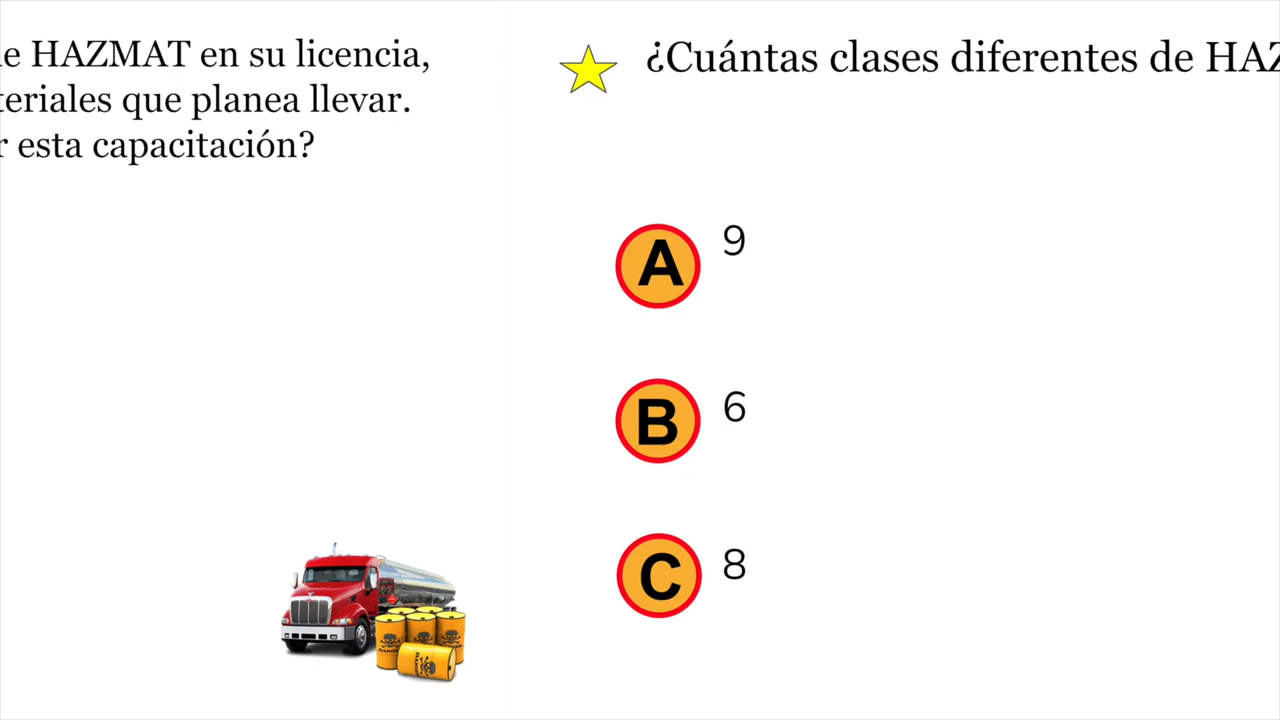 e HAZMAT en su licencia,
teriales que planea llevar.
r esta capacitación?
¿Cuántas clases diferentes de HAZ
A 9
B 6
C 8